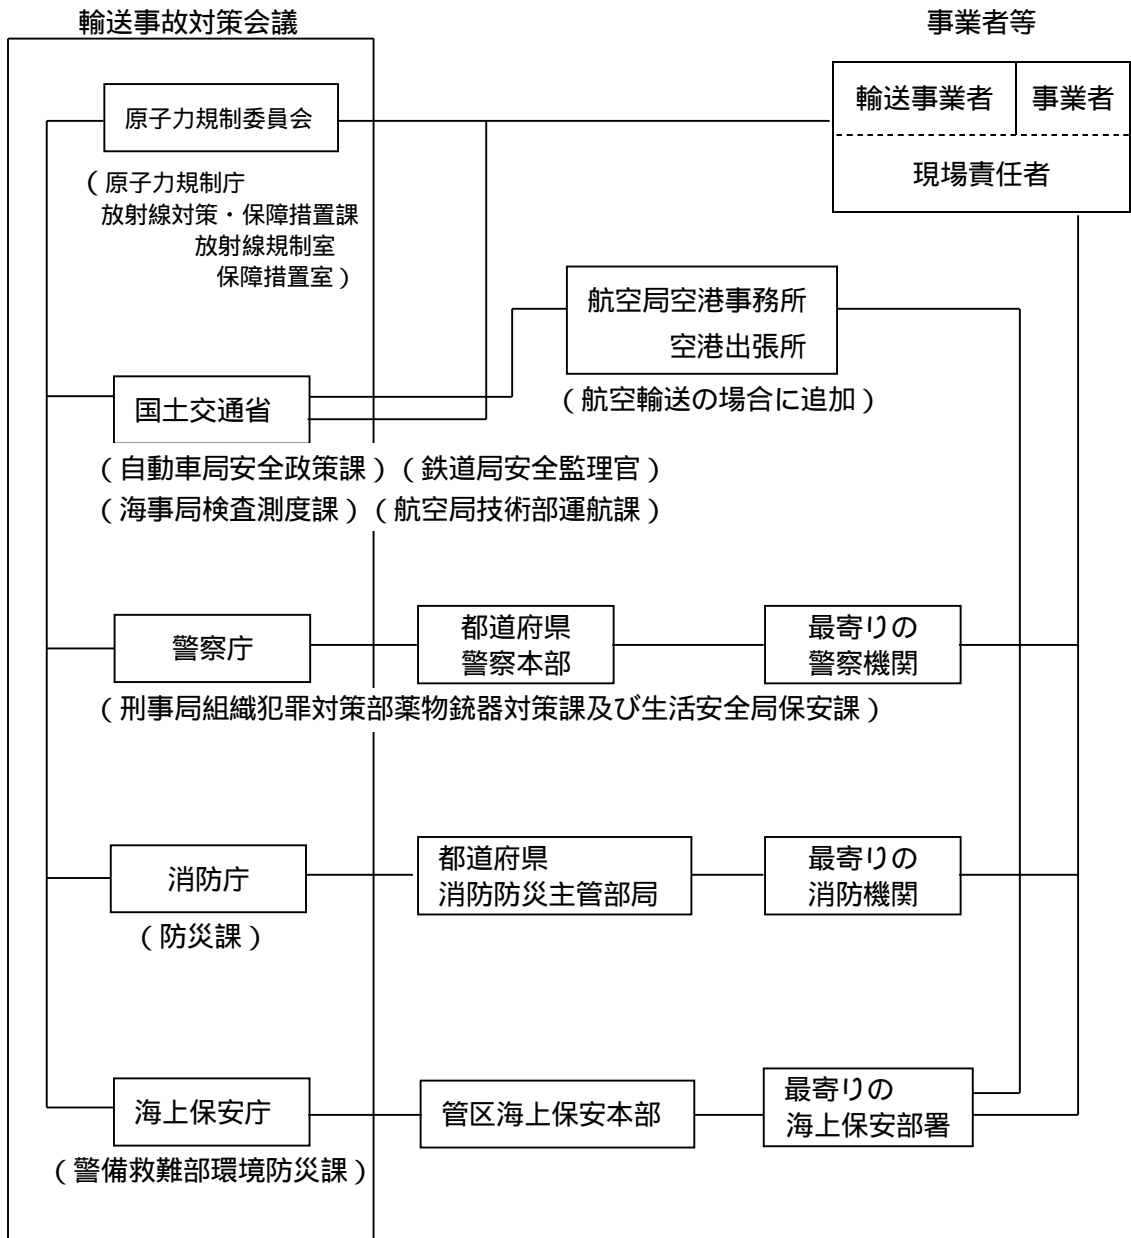 輸送事故対策会議
事業者等
輸送事業者
事業者
現場責任者
原子力規制委員会
（原子力規制庁
放射線対策・保障措置課
放射線規制室
保障措置室）
航空局空港事務所
空港出張所
（航空輸送の場合に追加）
国土交通省
（自動車局安全政策課）（鉄道局安全監理官）
（海事局検査測度課）（航空局技術部運航課）
警察庁
都道府県
警察本部
最寄りの
警察機関
（刑事局組織犯罪対策部薬物銃器対策課及び生活安全局保安課）
消防庁
都道府県
消防防災主管部局
最寄りの
消防機関
（防災課）
海上保安庁
管区海上保安本部
最寄りの
海上保安部署
（警備救難部環境防災課）